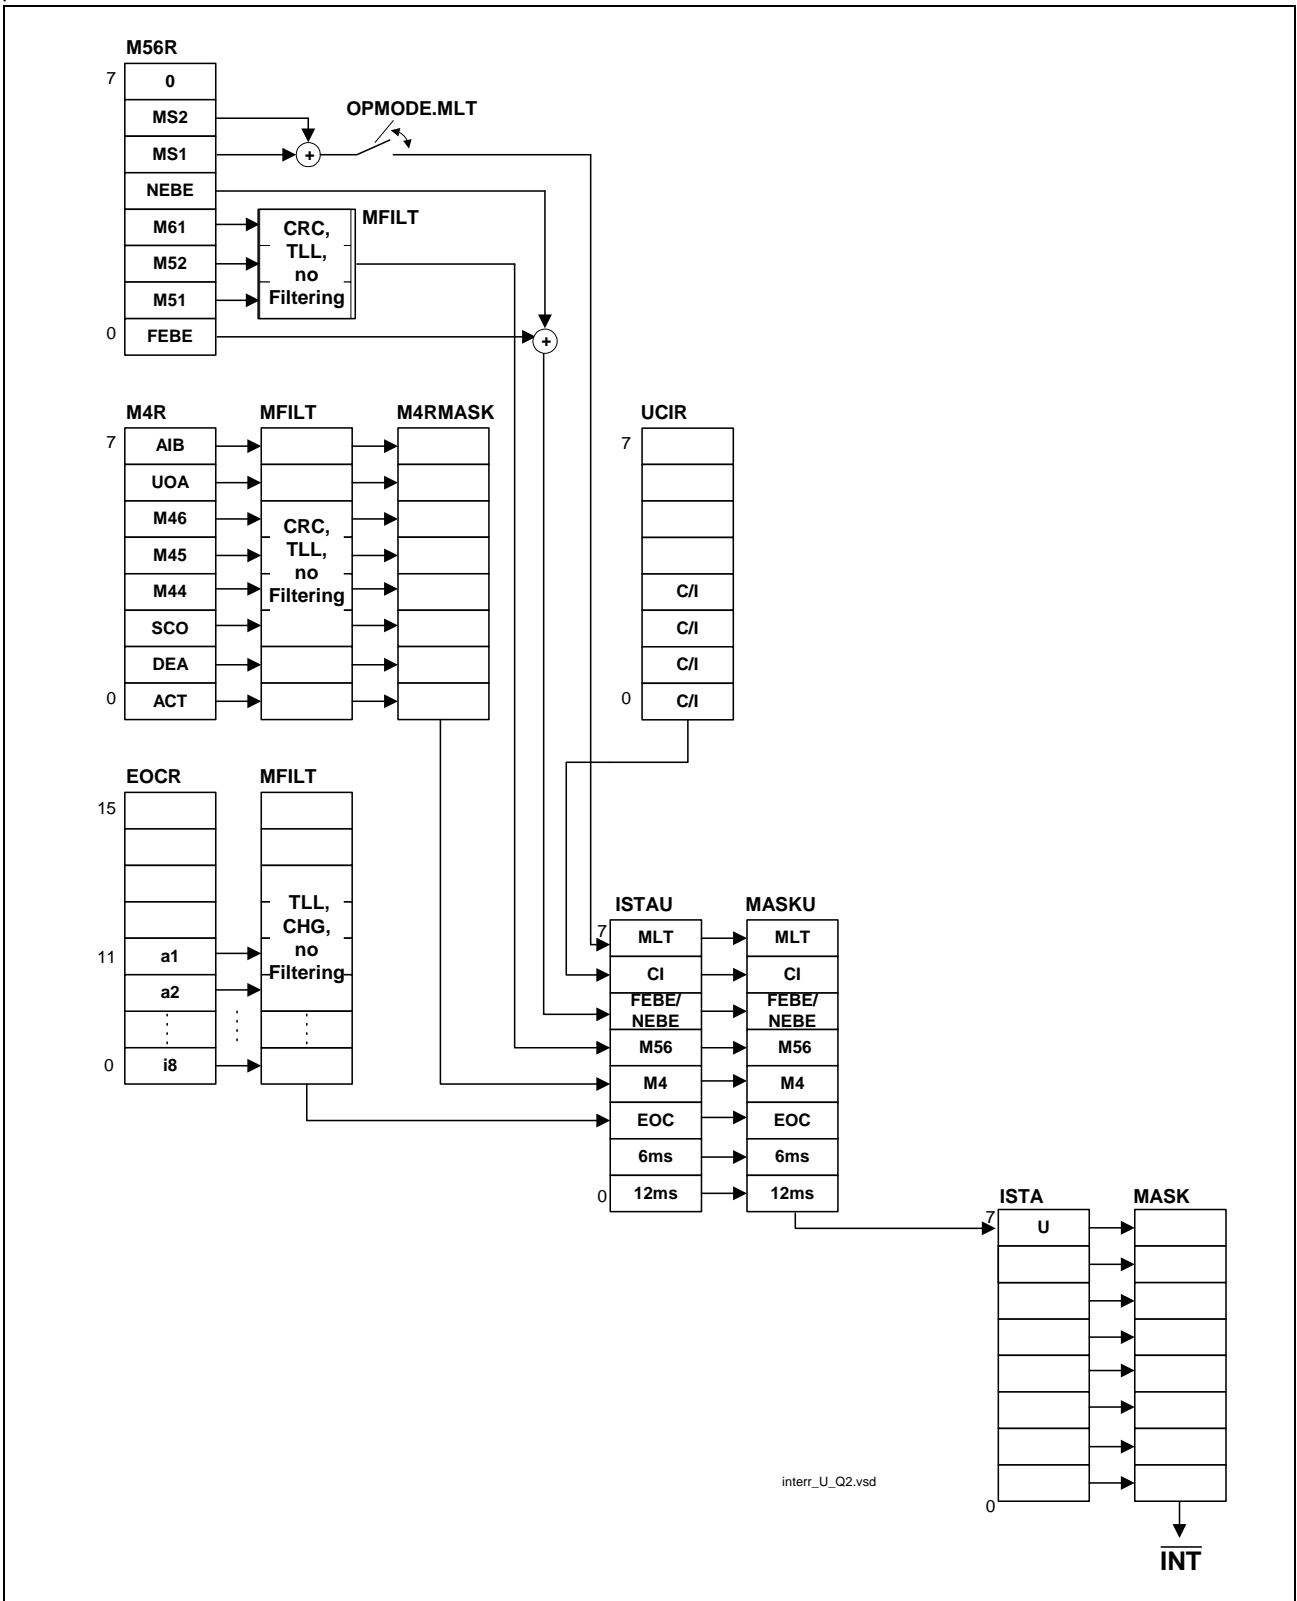 M56R
7
0
MS2
MS1
NEBE
M61
M52
M51
0
FEBE
OPMODE.MLT
+
MFILT
CRC,
TLL,
no
Filtering
+
M4R
MFILT
M4RMASK
7
AIB
UOA
M46
M45
M44
SCO
DEA
0
ACT
CRC,
TLL,
no
Filtering
UCIR
7
C/I
C/I
C/I
0
C/I
EOCR
MFILT
15
11
a1
a2
0
i8
TLL,
CHG,
no
Filtering
ISTAU
MASKU
7
MLT
MLT
CI
CI
FEBE/
NEBE
FEBE/
NEBE
M56
M56
M4
M4
EOC
EOC
6ms
6ms
0
12ms
12ms
ISTA
MASK
7
U
0
interr_U_Q2.vsd
INT